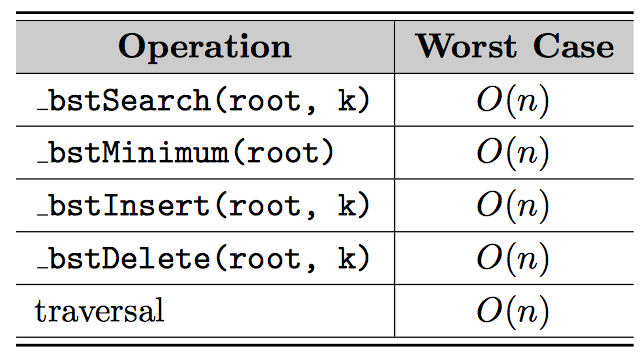 Operation Worst Case
_bstSearch(root, k) O(n)
_bstMinimum(root) O(n)
_bstInsert(root, k) O(n)
_bstDelete(root, k) O(n)
traversal O(n)